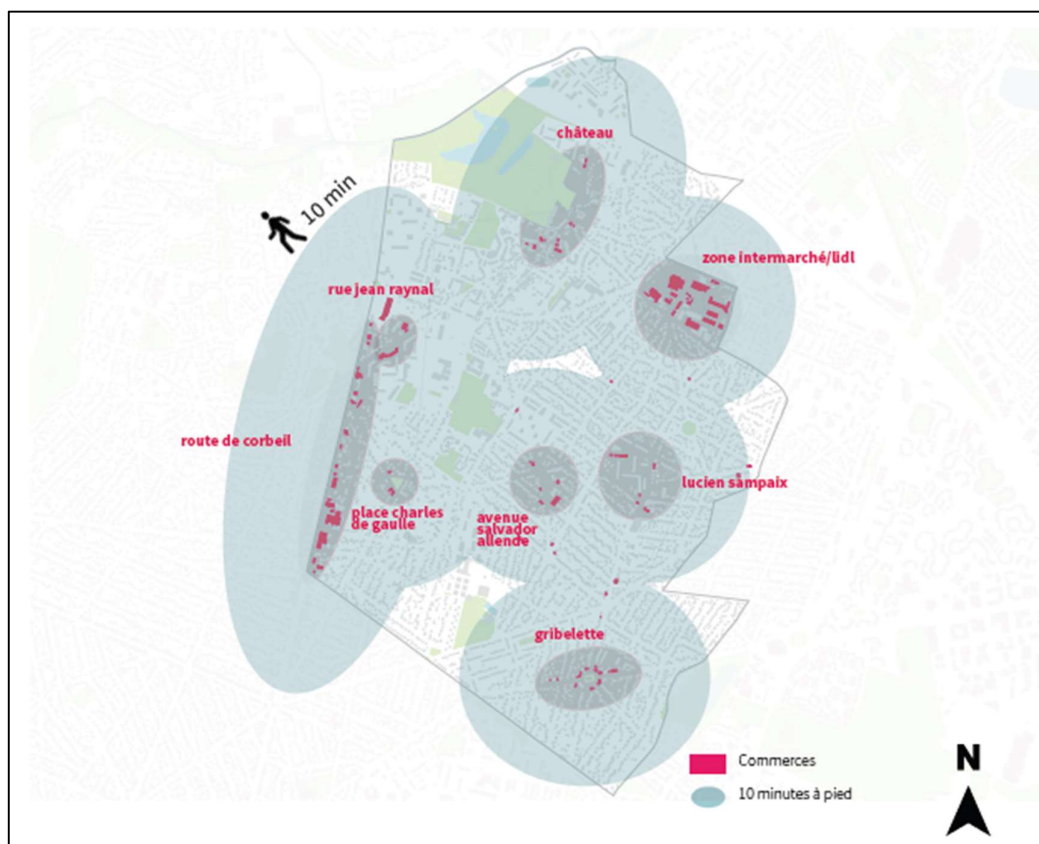 château
10 min
zone intermarché/lidl
rue jean raynal
route de corbeil
lucien sampaix
place charles
de gaulle
avenue
salvador
allende
gribelette
Commerces
10 minutes à pied
N